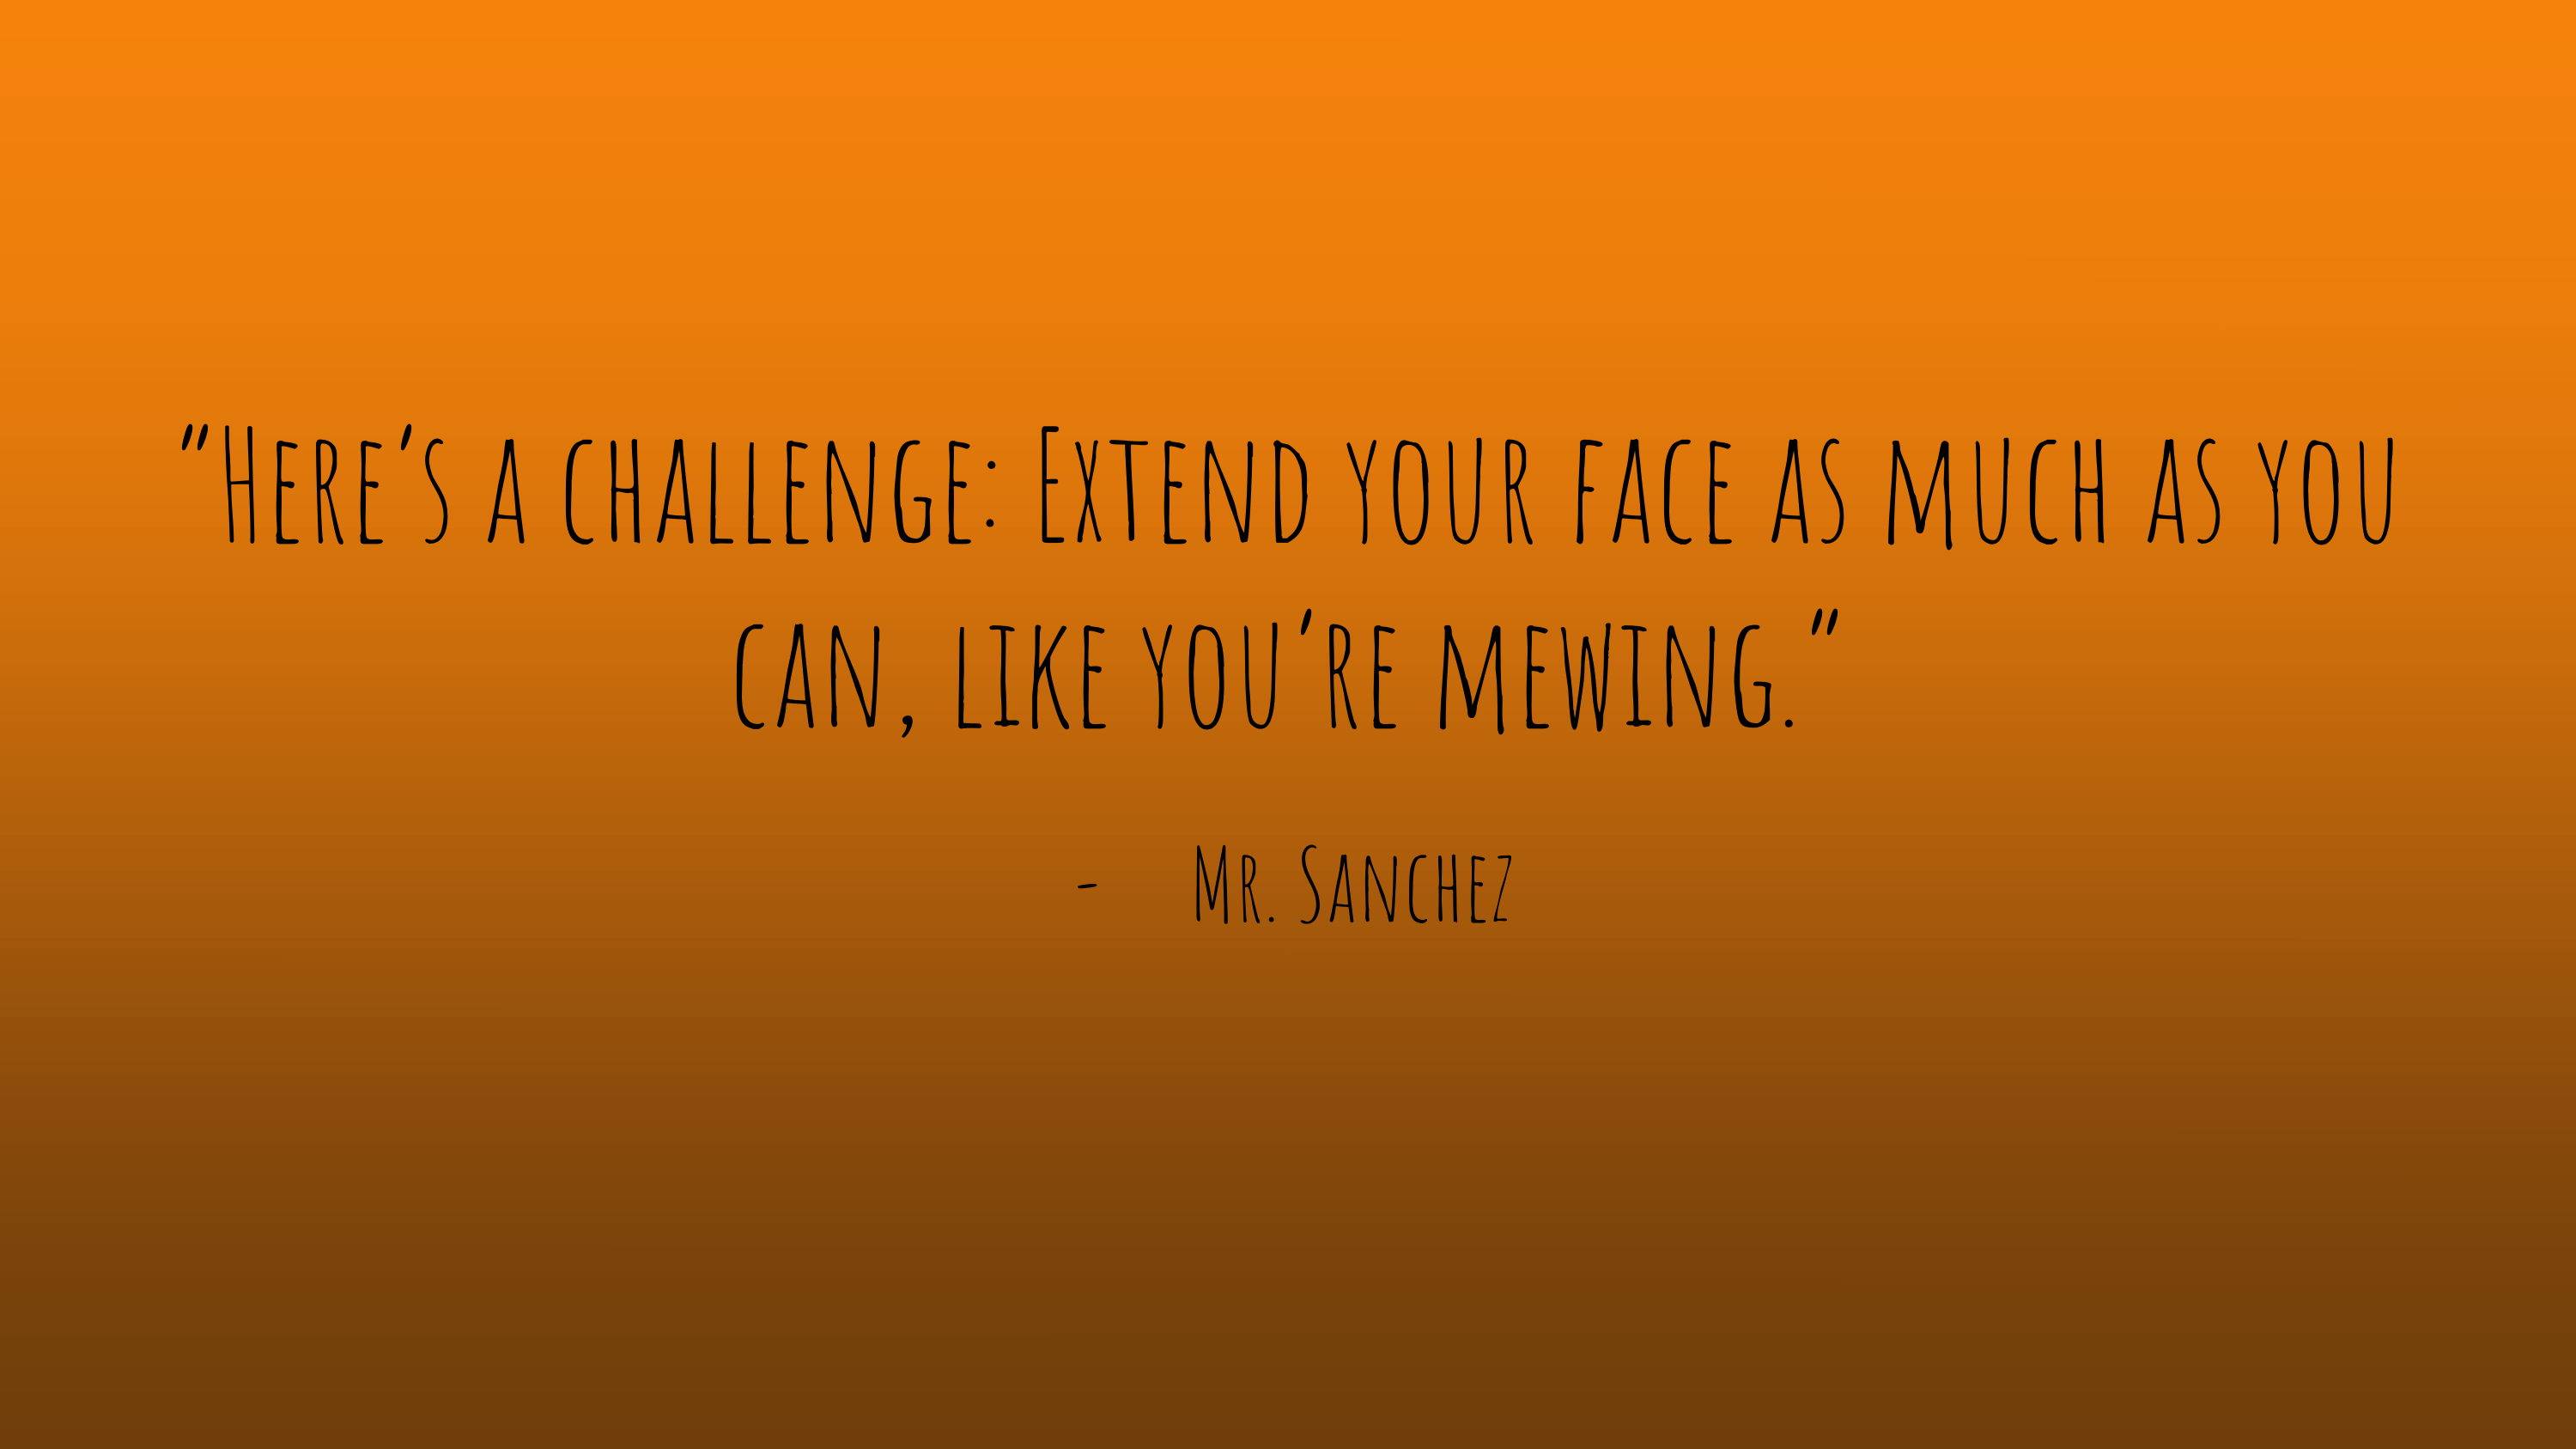 "Here's a challenge: Extend your face as much as you
can, like you're mewing."
- Mr. Sanchez